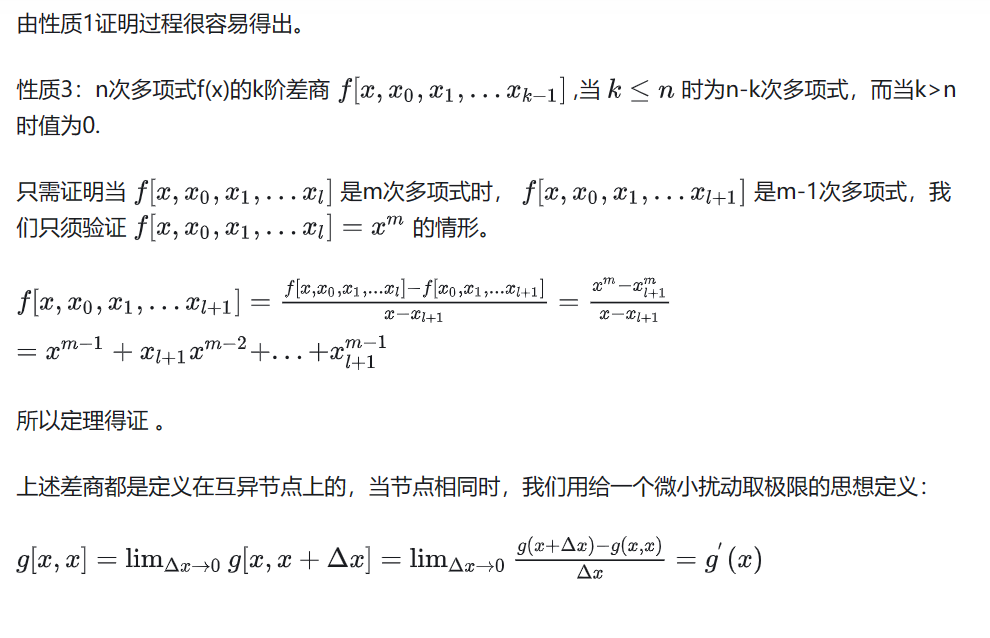 由性质1证明过程很容易得出。
性质3：n次多项式f(x)的k阶差商 $f[x, x_0, x_1, \ldots x_{k-1}]$ ,当 $k \leq n$ 时为n-k次多项式，而当k>n
时值为0.
只需证明当 $f[x, x_0, x_1, \ldots x_l]$ 是m次多项式时， $f[x, x_0, x_1, \ldots x_{l+1}]$ 是m-1次多项式，我
们只须验证 $f[x, x_0, x_1, \ldots x_l] = x^m$ 的情形。
$f[x, x_0, x_1, \ldots x_{l+1}] = \frac{f[x,x_0,x_1,\ldots x_l]-f[x_0,x_1,\ldots x_{l+1}]}{x-x_{l+1}} = \frac{x^m-x_{l+1}^m}{x-x_{l+1}}$
$= x^{m-1} + x_{l+1}x^{m-2} + \ldots + x_{l+1}^{m-1}$
所以定理得证 。
上述差商都是定义在互异节点上的，当节点相同时，我们用给一个微小扰动取极限的思想定义：
$g[x, x] = \lim_{\Delta x \to 0} g[x, x + \Delta x] = \lim_{\Delta x \to 0} \frac{g(x+\Delta x)-g(x,x)}{\Delta x} = g^{'}(x)$